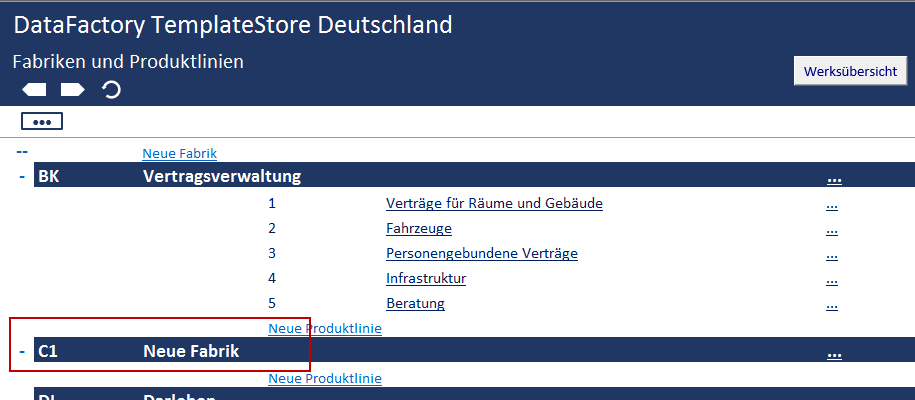 DataFactory TemplateStore Deutschland
Fabriken und Produktlinien
Werksübersicht
•••
-- Neue Fabrik
- BK Vertragsverwaltung ...
1 Verträge für Räume und Gebäude ...
2 Fahrzeuge ...
3 Personengebundene Verträge ...
4 Infrastruktur ...
5 Beratung ...
Neue Produktlinie
- C1 Neue Fabrik ...
Neue Produktlinie